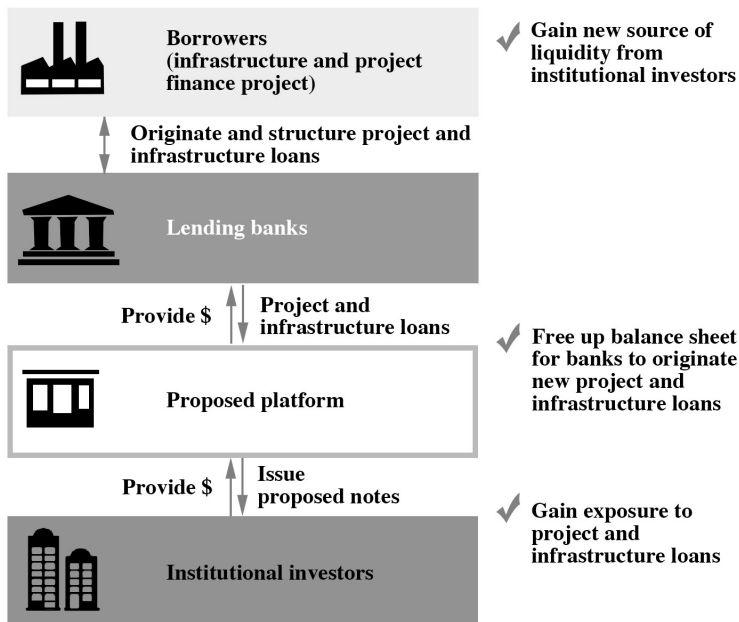 Borrowers
(infrastructure and project
finance project)
Gain new source of
liquidity from
institutional investors
Originate and structure project and
infrastructure loans
Lending banks
Provide $
Project and
infrastructure loans
Free up balance sheet
for banks to originate
new project and
infrastructure loans
Proposed platform
Provide $
Issue
proposed notes
Gain exposure to
project and
infrastructure loans
Institutional investors